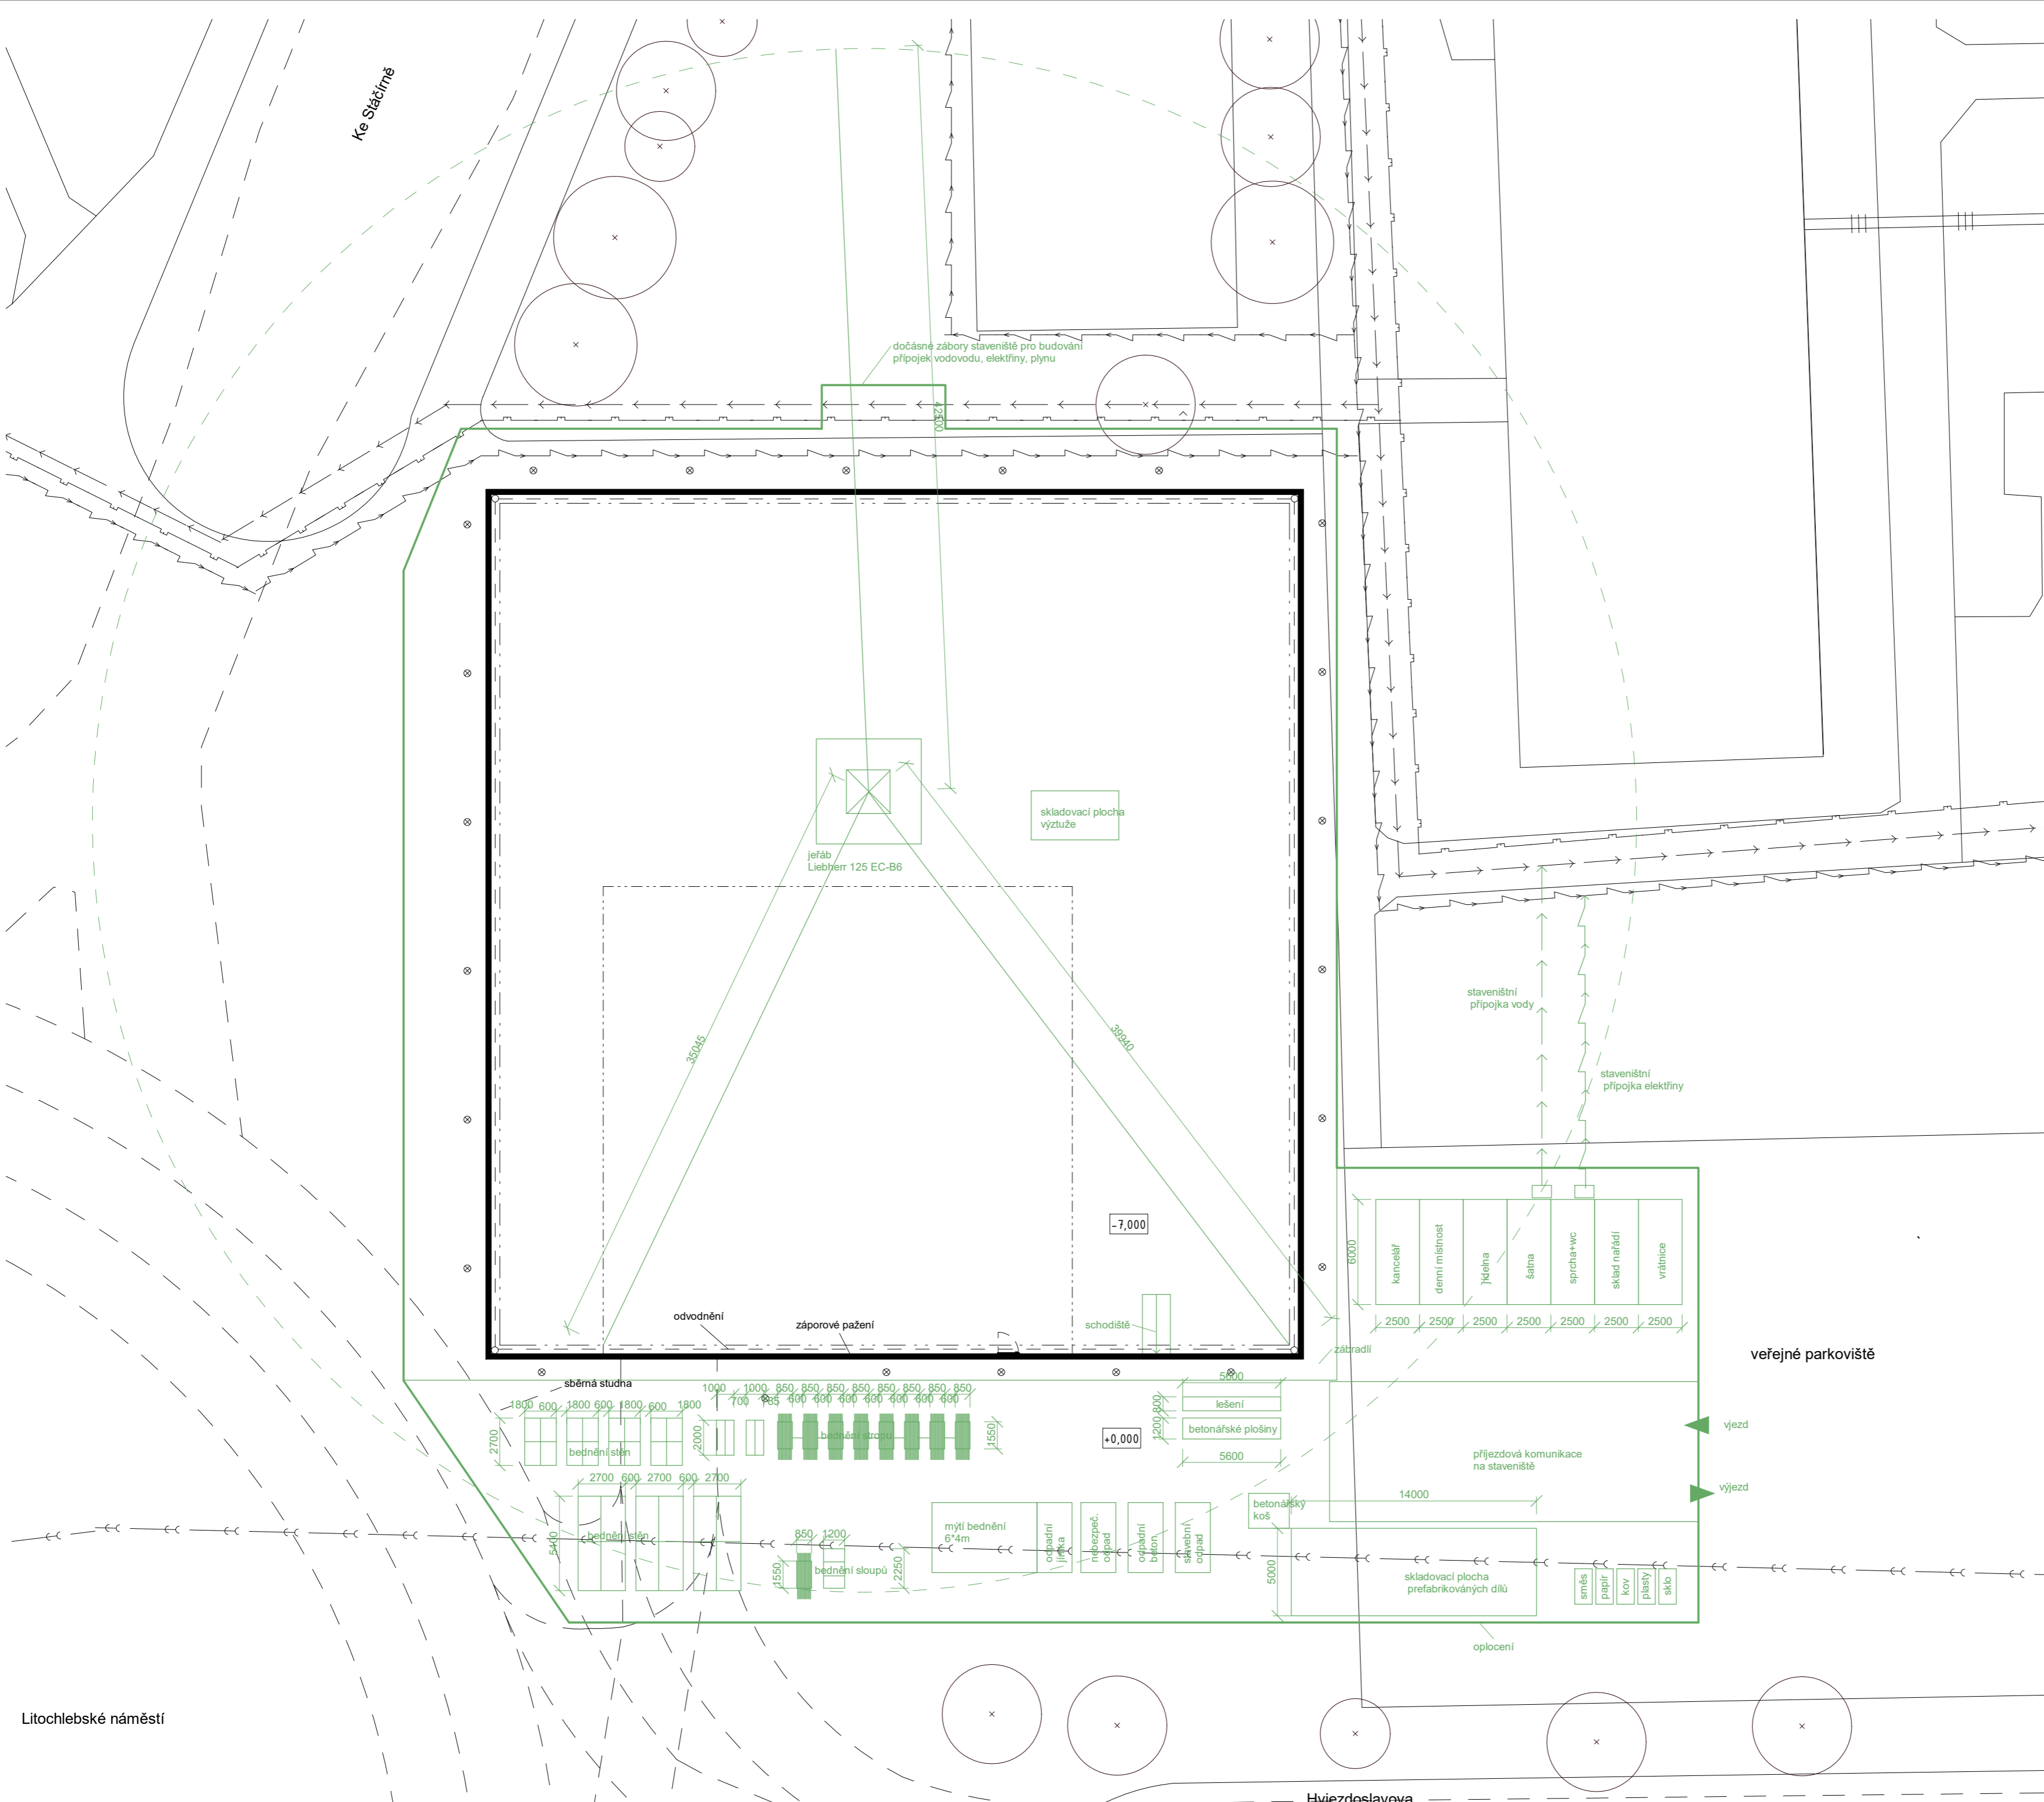 Ke Stáčírně
dočasné zábory staveniště pro budování
přípojek vodovodu, elektřiny, plynu
42500
skladovací plocha
výztuže
jeřáb
Liebherr 125 EC-B6
35045
39940
staveništní
přípojka vody
staveništní
přípojka elektřiny
-7,000
6000
kancelář
denní místnost
jídelna
šatna
sprcha+wc
sklad nářadí
vrátnice
2500 2500 2500 2500 2500 2500 2500
odvodnění
záporové pažení
schodiště
zábradlí
veřejné parkoviště
sběrná studna
1800 600 1800 600 1800 600 1800
2700
bednění stěn
1000 700 1000 785
850 850 850 850 850 850 850 850
600 600 600 600 600 600 600
2000
bednění stropu
1550
+0,000
5600
800
1200
lešení
betonářské plošiny
5600
vjezd
příjezdová komunikace
na staveniště
výjezd
2700 600 2700 600 2700
5400
bednění stěn
850 1200
1550
bednění sloupů
2250
mýtí bednění
6*4m
odpadní
jímka
nebezpeč.
odpad
odpadní
beton
stavební
odpad
betonářský
koš
14000
5000
skladovací plocha
prefabrikováných dílů
směs
papír
kov
plasty
sklo
oplocení
Litochlebské náměstí
Hviezdoslavova